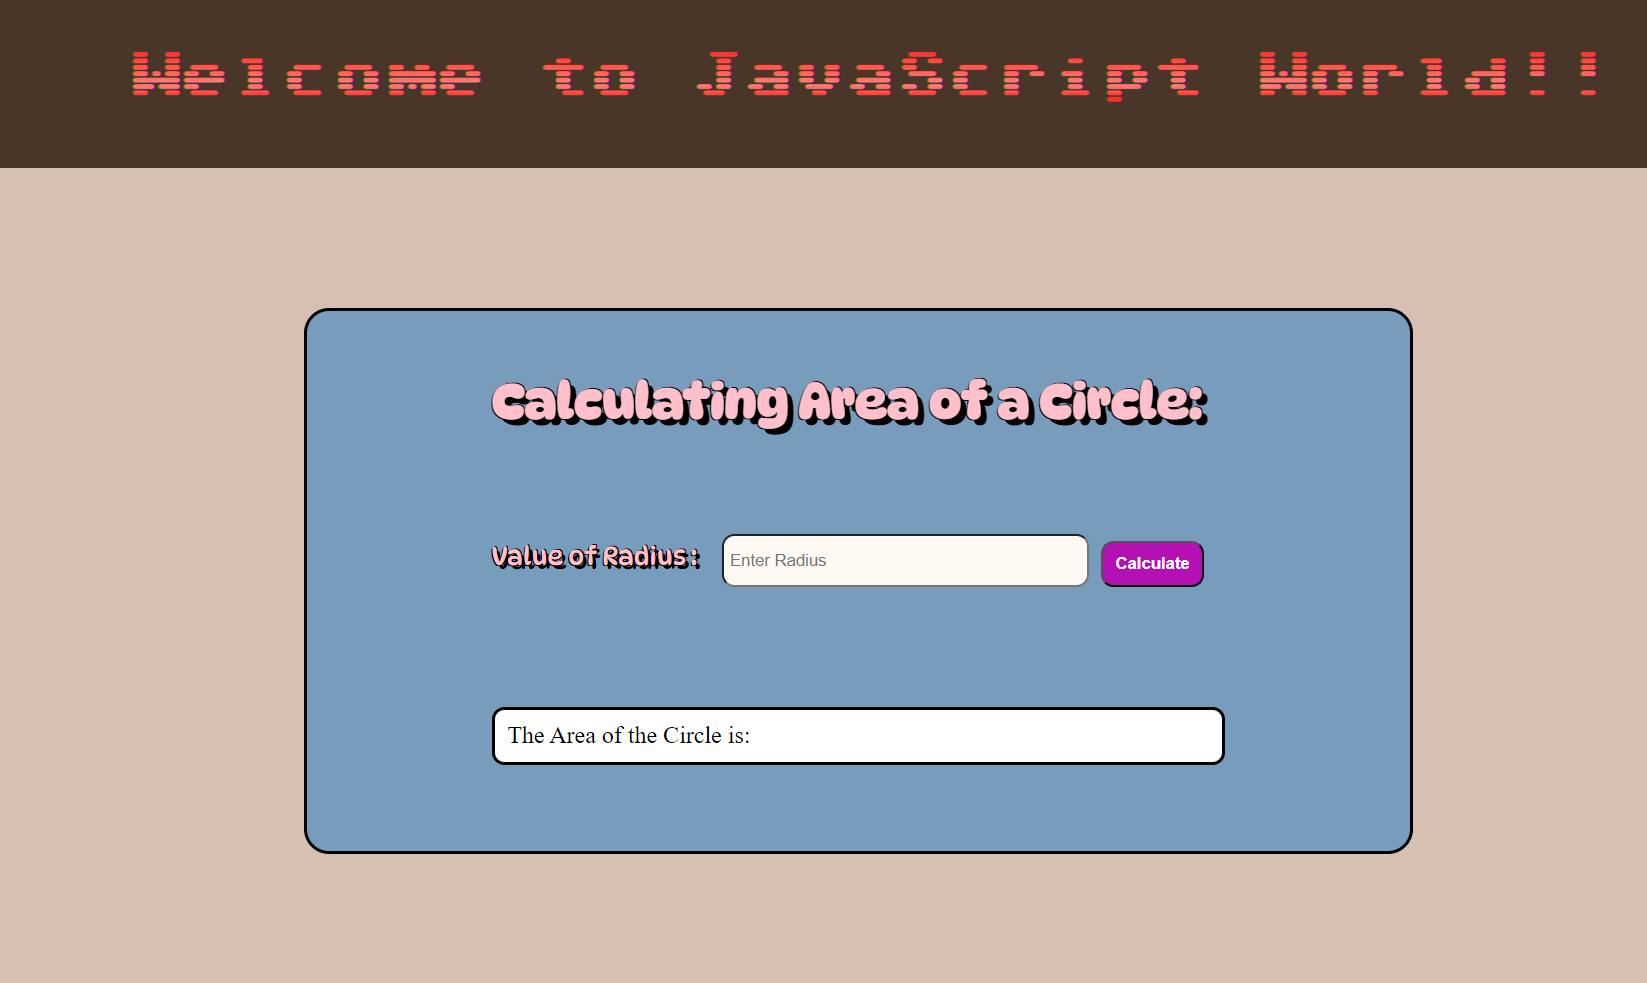 Welcome to JavaScript World!!
Calculating Area of a Circle:
Value of Radius : Enter Radius Calculate
The Area of the Circle is: